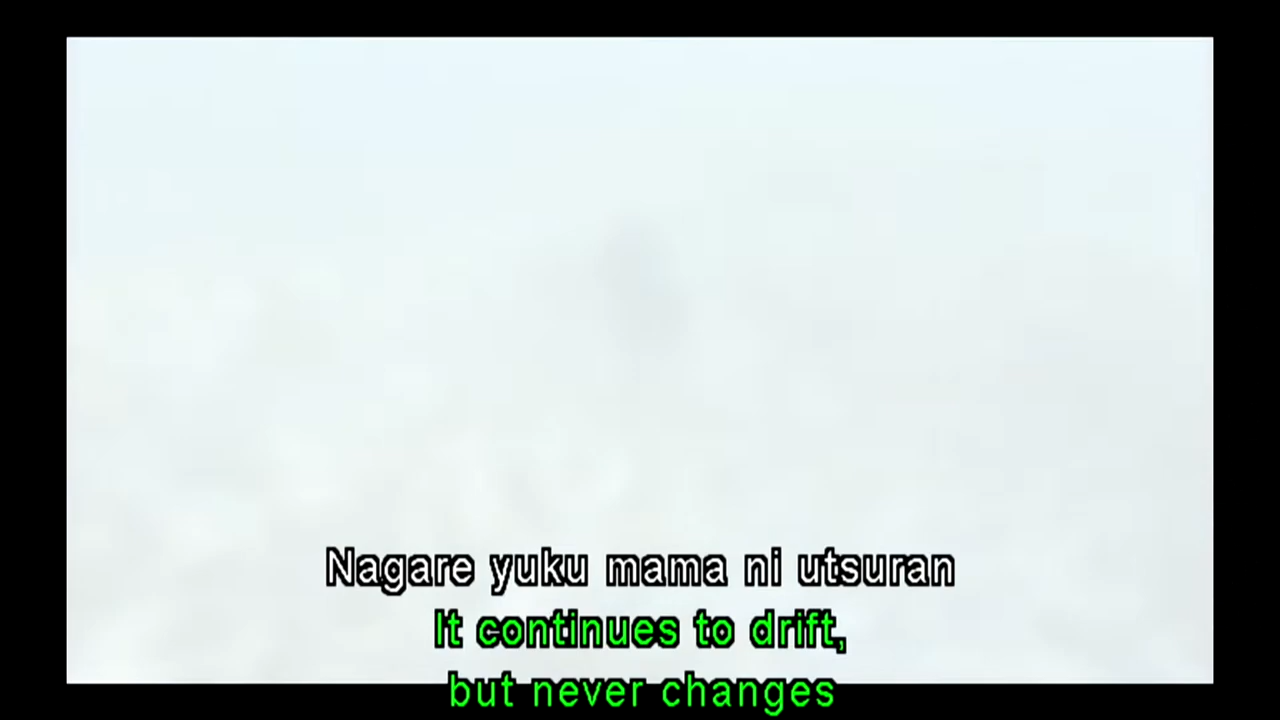 Nagare yuku mama ni utsuran
It continues to drift,
but never changes